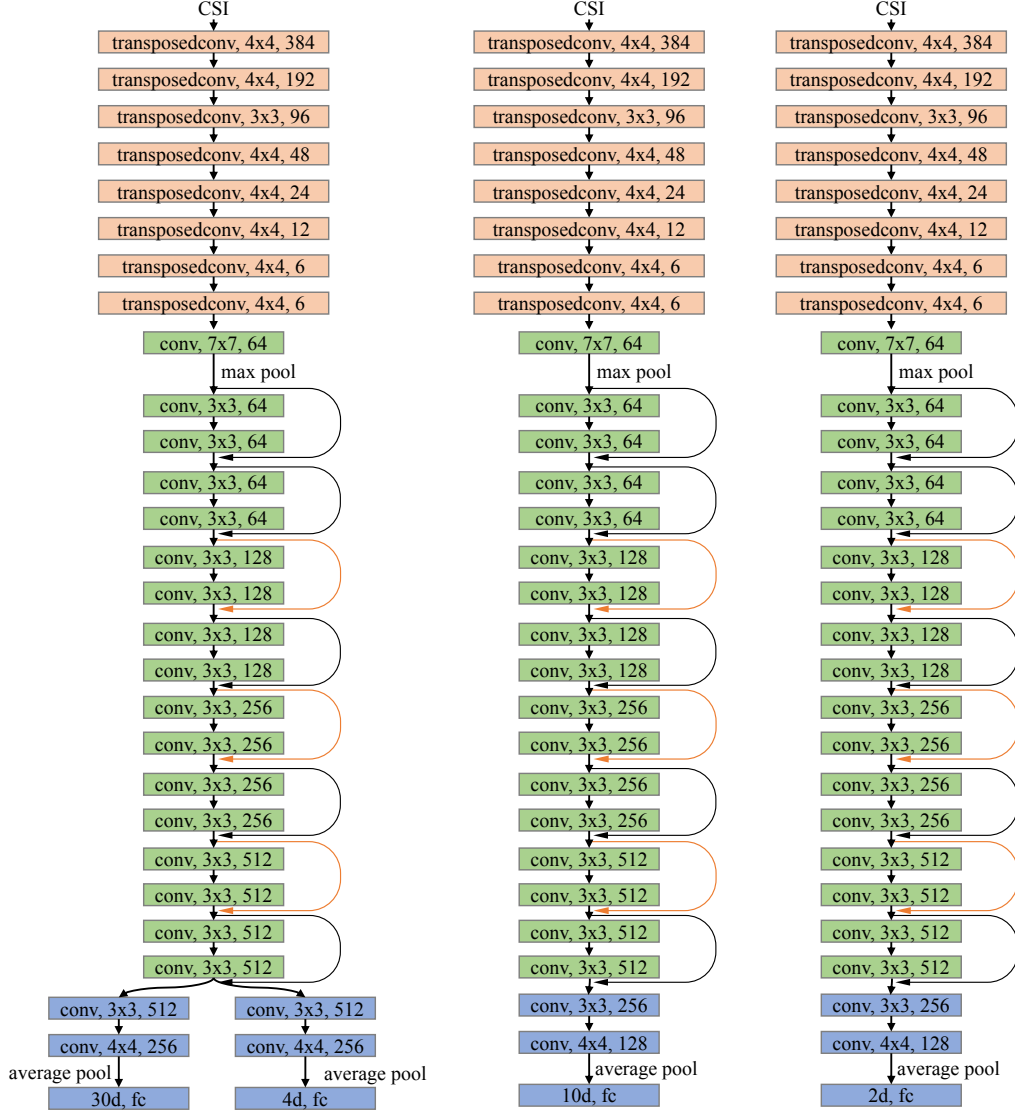 CSI
transposedconv, 4x4, 384
transposedconv, 4x4, 192
transposedconv, 3x3, 96
transposedconv, 4x4, 48
transposedconv, 4x4, 24
transposedconv, 4x4, 12
transposedconv, 4x4, 6
transposedconv, 4x4, 6
conv, 7x7, 64
max pool
conv, 3x3, 64
conv, 3x3, 64
conv, 3x3, 64
conv, 3x3, 64
conv, 3x3, 128
conv, 3x3, 128
conv, 3x3, 128
conv, 3x3, 128
conv, 3x3, 256
conv, 3x3, 256
conv, 3x3, 256
conv, 3x3, 256
conv, 3x3, 512
conv, 3x3, 512
conv, 3x3, 512
conv, 3x3, 512
conv, 3x3, 512
conv, 4x4, 256
average pool
30d, fc
conv, 3x3, 512
conv, 4x4, 256
average pool
4d, fc
CSI
transposedconv, 4x4, 384
transposedconv, 4x4, 192
transposedconv, 3x3, 96
transposedconv, 4x4, 48
transposedconv, 4x4, 24
transposedconv, 4x4, 12
transposedconv, 4x4, 6
transposedconv, 4x4, 6
conv, 7x7, 64
max pool
conv, 3x3, 64
conv, 3x3, 64
conv, 3x3, 64
conv, 3x3, 64
conv, 3x3, 128
conv, 3x3, 128
conv, 3x3, 128
conv, 3x3, 128
conv, 3x3, 256
conv, 3x3, 256
conv, 3x3, 256
conv, 3x3, 256
conv, 3x3, 512
conv, 3x3, 512
conv, 3x3, 512
conv, 3x3, 512
conv, 3x3, 256
conv, 4x4, 128
average pool
10d, fc
CSI
transposedconv, 4x4, 384
transposedconv, 4x4, 192
transposedconv, 3x3, 96
transposedconv, 4x4, 48
transposedconv, 4x4, 24
transposedconv, 4x4, 12
transposedconv, 4x4, 6
transposedconv, 4x4, 6
conv, 7x7, 64
max pool
conv, 3x3, 64
conv, 3x3, 64
conv, 3x3, 64
conv, 3x3, 64
conv, 3x3, 128
conv, 3x3, 128
conv, 3x3, 128
conv, 3x3, 128
conv, 3x3, 256
conv, 3x3, 256
conv, 3x3, 256
conv, 3x3, 256
conv, 3x3, 512
conv, 3x3, 512
conv, 3x3, 512
conv, 3x3, 512
conv, 3x3, 256
conv, 4x4, 128
average pool
2d, fc